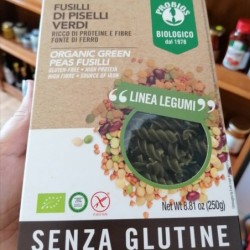 FUSILLI
DI PISELLI
VERDI
RICCO DI PROTEINE E FIBRE
FONTE DI FERRO
ORGANIC GREEN
PEAS FUSILLI
GLUTEN-FREE • HIGH PROTEIN
HIGH FIBRE • SOURCE OF IRON
PROBIOS
BIOLOGICO
dal 1978
“LINEA LEGUMI”
Net Wt 8.81 oz (250g)
SENZA GLUTINE